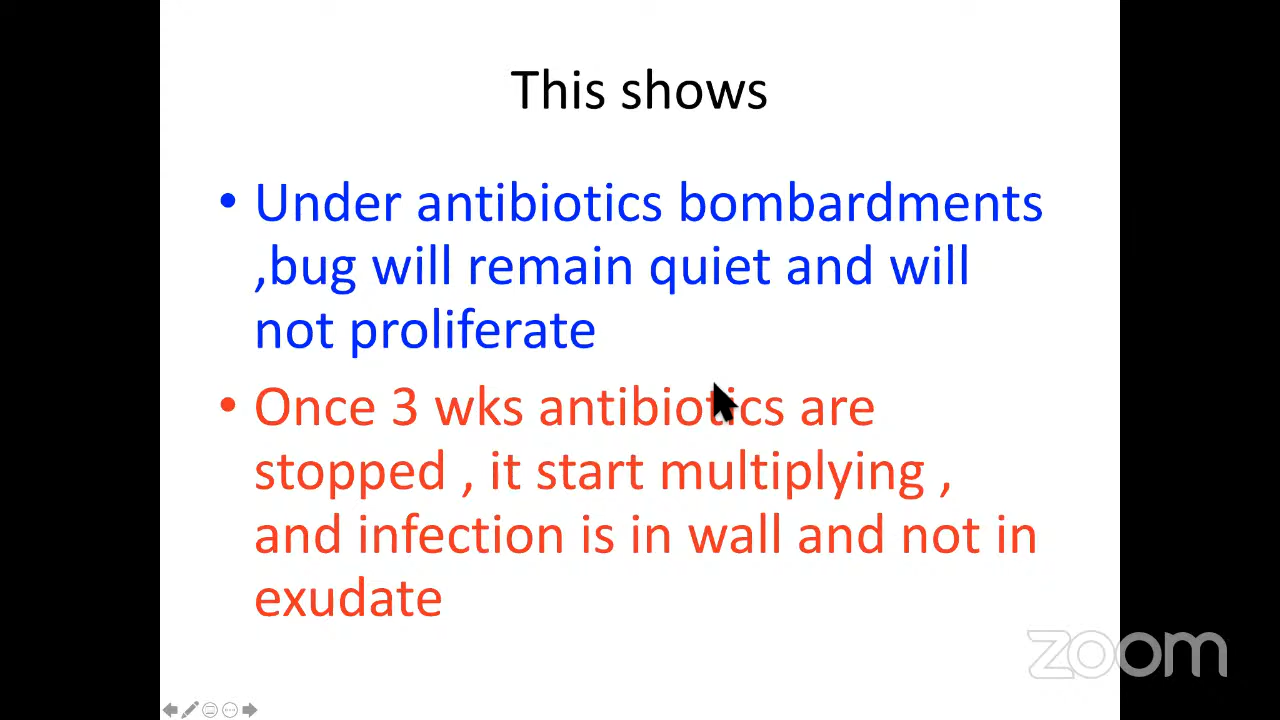 This shows
• Under antibiotics bombardments
,bug will remain quiet and will
not proliferate
• Once 3 wks antibiotics are
stopped , it start multiplying ,
and infection is in wall and not in
exudate
zoom